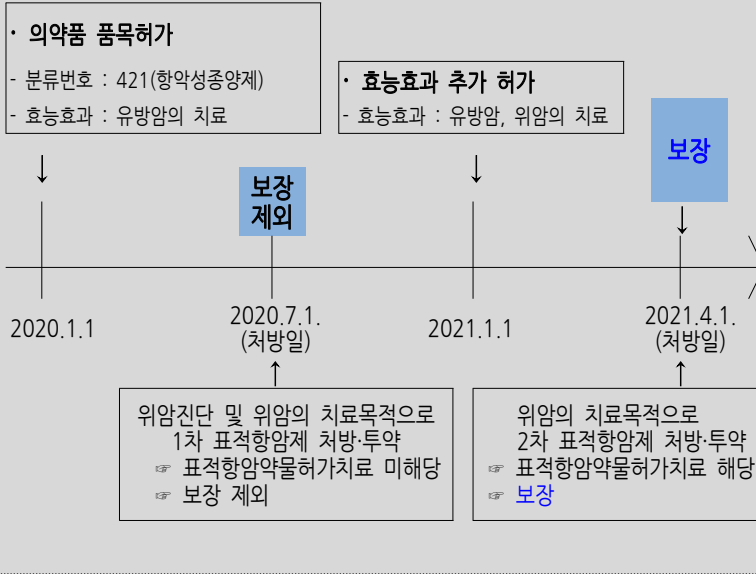 · 의약품 품목허가
- 분류번호 : 421(항악성종양제)
- 효능효과 : 유방암의 치료
· 효능효과 추가 허가
- 효능효과 : 유방암, 위암의 치료
보장
제외
보장
2020.1.1
2020.7.1.
(처방일)
2021.1.1
2021.4.1.
(처방일)
위암진단 및 위암의 치료목적으로
1차 표적항암제 처방·투약
☞ 표적항암약물허가치료 미해당
☞ 보장 제외
위암의 치료목적으로
2차 표적항암제 처방·투약
☞ 표적항암약물허가치료 해당
☞ 보장